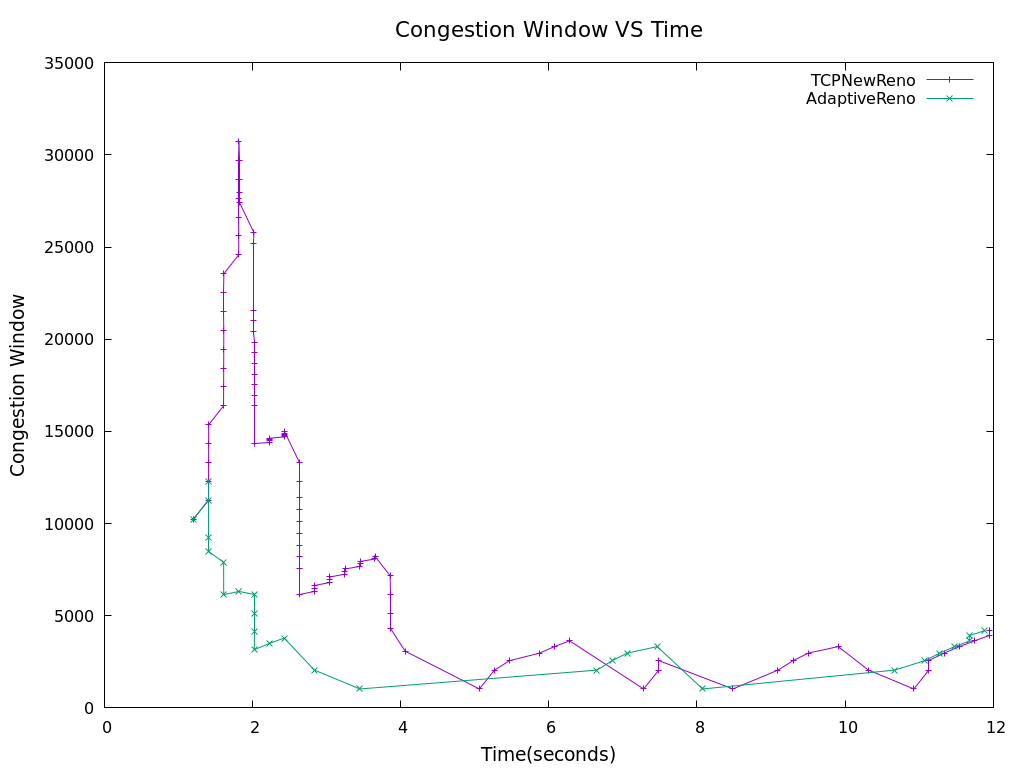 Congestion Window VS Time
TCPNewReno
AdaptiveReno
Congestion Window
35000
30000
25000
20000
15000
10000
5000
0
0 2 4 6 8 10 12
Time(seconds)